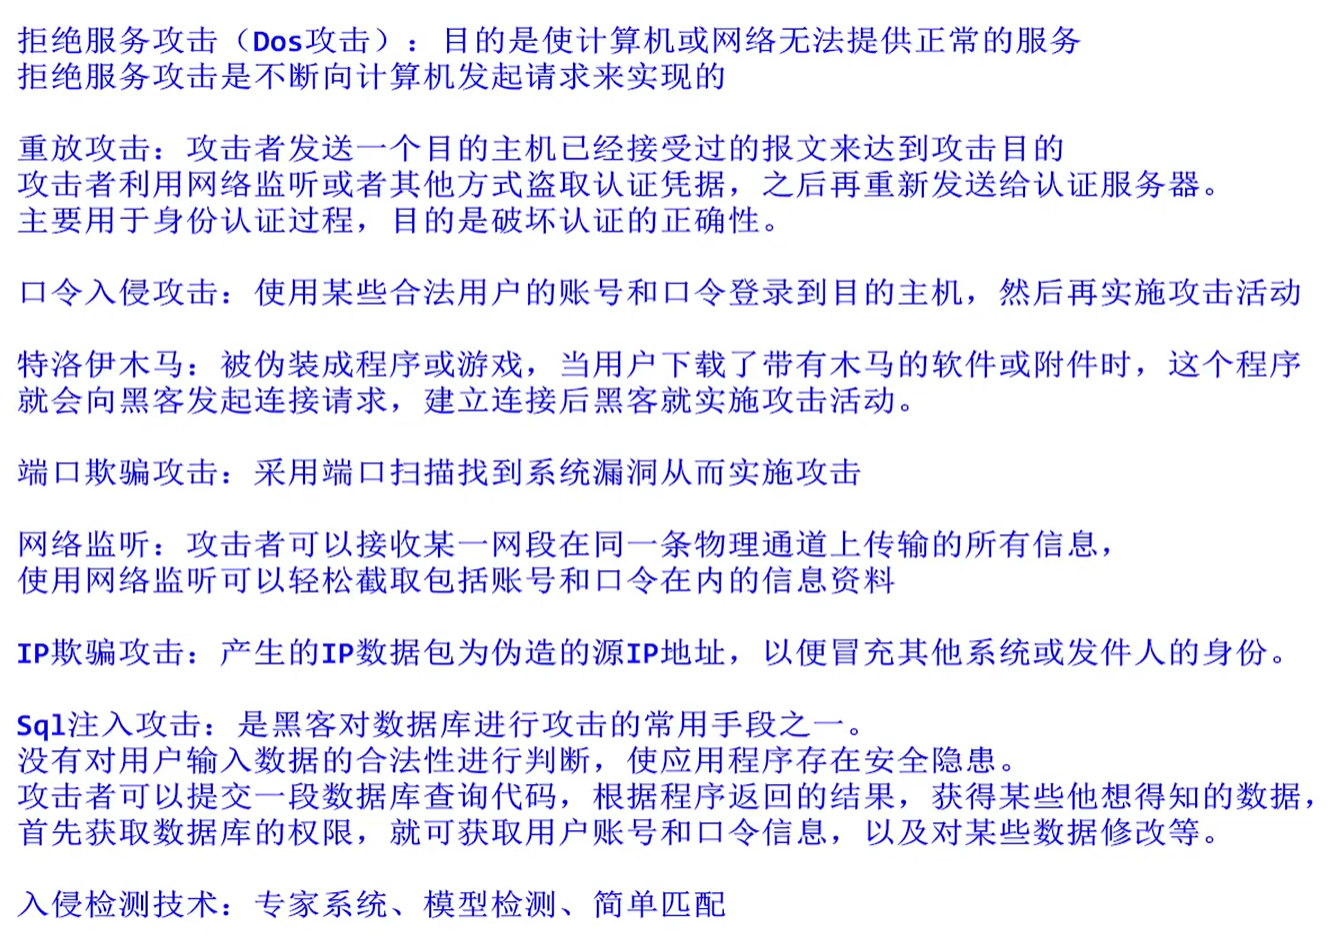 拒绝服务攻击（Dos攻击）：目的是使计算机或网络无法提供正常的服务
拒绝服务攻击是不断向计算机发起请求来实现的
重放攻击：攻击者发送一个目的主机已经接受过的报文来达到攻击目的
攻击者利用网络监听或者其他方式盗取认证凭据，之后再重新发送给认证服务器。
主要用于身份认证过程，目的是破坏认证的正确性。
口令入侵攻击：使用某些合法用户的账号和口令登录到目的主机，然后再实施攻击活动
特洛伊木马：被伪装成程序或游戏，当用户下载了带有木马的软件或附件时，这个程序
就会向黑客发起连接请求，建立连接后黑客就实施攻击活动。
端口欺骗攻击：采用端口扫描找到系统漏洞从而实施攻击
网络监听：攻击者可以接收某一网段在同一条物理通道上传输的所有信息，
使用网络监听可以轻松截取包括账号和口令在内的信息资料
IP欺骗攻击：产生的IP数据包为伪造的源IP地址，以便冒充其他系统或发件人的身份。
Sql注入攻击：是黑客对数据库进行攻击的常用手段之一。
没有对用户输入数据的合法性进行判断，使应用程序存在安全隐患。
攻击者可以提交一段数据库查询代码，根据程序返回的结果，获得某些他想得知的数据，
首先获取数据库的权限，就可获取用户账号和口令信息，以及对某些数据修改等。
入侵检测技术：专家系统、模型检测、简单匹配